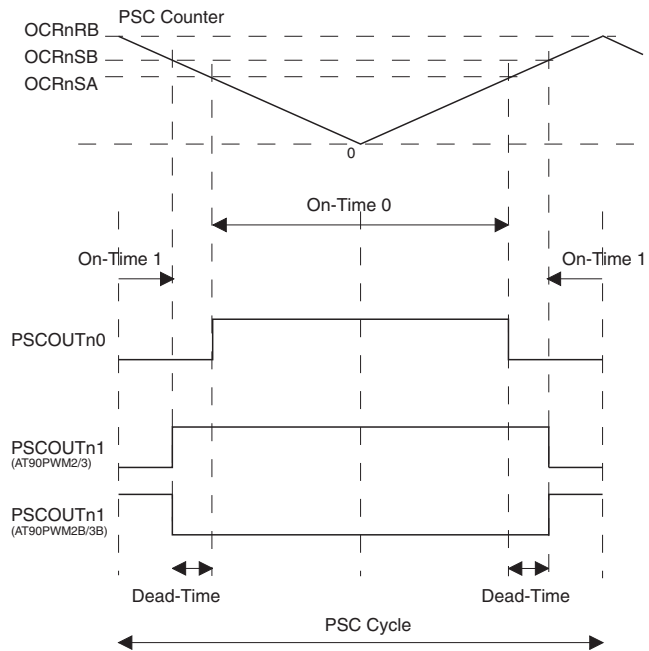 PSC Counter
OCRnRB
OCRnSB
OCRnSA
0
On-Time 0
On-Time 1
On-Time 1
PSCOUTn0
PSCOUTn1
(AT90PWM2/3)
PSCOUTn1
(AT90PWM2B/3B)
Dead-Time
Dead-Time
PSC Cycle